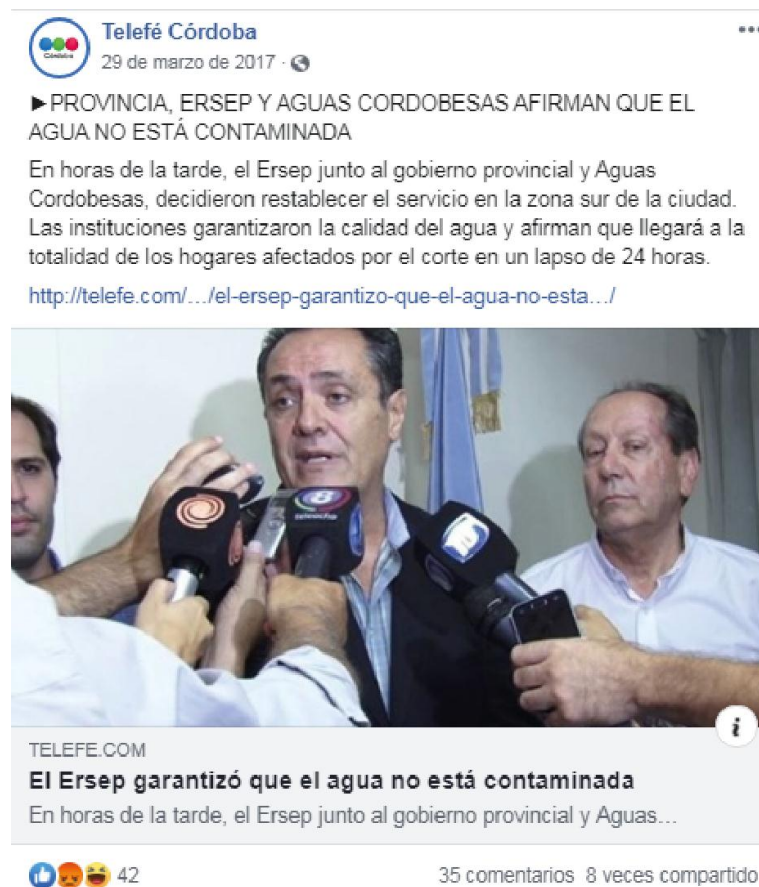 Telefé Córdoba
29 de marzo de 2017 ·
►PROVINCIA, ERSEP Y AGUAS CORDOBESAS AFIRMAN QUE EL
AGUA NO ESTÁ CONTAMINADA
En horas de la tarde, el Ersep junto al gobierno provincial y Aguas
Cordobesas, decidieron restablecer el servicio en la zona sur de la ciudad.
Las instituciones garantizaron la calidad del agua y afirman que llegará a la
totalidad de los hogares afectados por el corte en un lapso de 24 horas.
http://telefe.com/…/el-ersep-garantizo-que-el-agua-no-esta…/
8
teleocho
10
TELEFE.COM
El Ersep garantizó que el agua no está contaminada
En horas de la tarde, el Ersep junto al gobierno provincial y Aguas…
42
35 comentarios 8 veces compartido